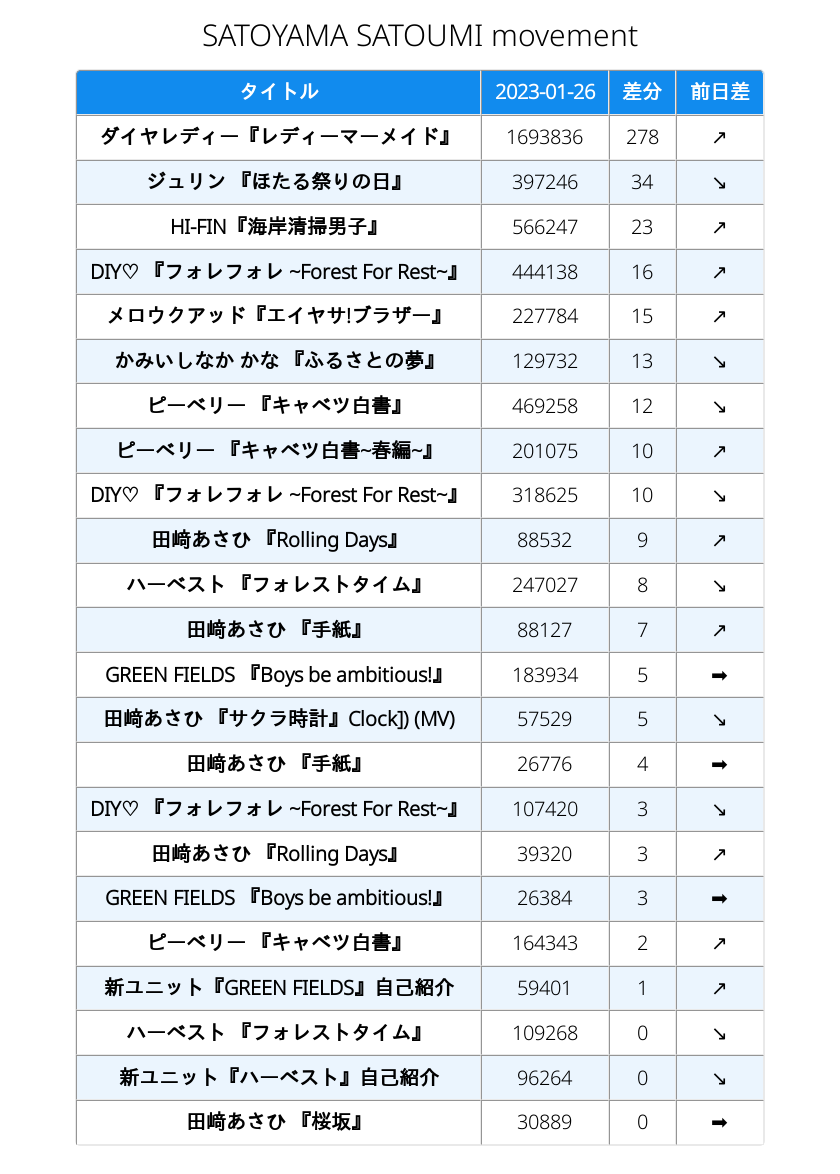 SATOYAMA SATOUMI movement
タイトル 2023-01-26 差分 前日差
ダイヤレディー『レディーマーメイド』 1693836 278 ↗
ジュリン 『ほたる祭りの日』 397246 34 ↘
HI-FIN『海岸清掃男子』 566247 23 ↗
DIY♡ 『フォレフォレ ~Forest For Rest~』 444138 16 ↗
メロウクアッド『エイヤサ!ブラザー』 227784 15 ↗
かみいしなか かな 『ふるさとの夢』 129732 13 ↘
ピーベリー 『キャベツ白書』 469258 12 ↘
ピーベリー 『キャベツ白書~春編~』 201075 10 ↗
DIY♡ 『フォレフォレ ~Forest For Rest~』 318625 10 ↘
田﨑あさひ 『Rolling Days』 88532 9 ↗
ハーベスト 『フォレストタイム』 247027 8 ↘
田﨑あさひ 『手紙』 88127 7 ↗
GREEN FIELDS 『Boys be ambitious!』 183934 5 ➡
田﨑あさひ 『サクラ時計』Clock]) (MV) 57529 5 ↘
田﨑あさひ 『手紙』 26776 4 ➡
DIY♡ 『フォレフォレ ~Forest For Rest~』 107420 3 ↘
田﨑あさひ 『Rolling Days』 39320 3 ↗
GREEN FIELDS 『Boys be ambitious!』 26384 3 ➡
ピーベリー 『キャベツ白書』 164343 2 ↗
新ユニット『GREEN FIELDS』自己紹介 59401 1 ↗
ハーベスト 『フォレストタイム』 109268 0 ↘
新ユニット『ハーベスト』自己紹介 96264 0 ↘
田﨑あさひ 『桜坂』 30889 0 ➡